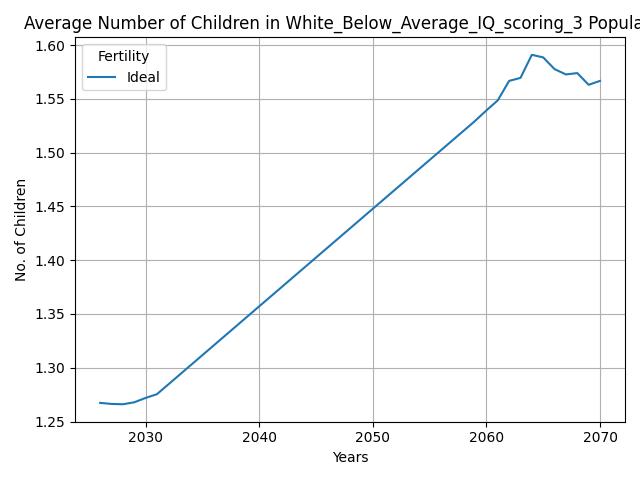 Average Number of Children in White_Below_Average_IQ_scoring_3 Popula
Fertility
Ideal
No. of Children
1.60
1.55
1.50
1.45
1.40
1.35
1.30
1.25
2030 2040 2050 2060 2070
Years